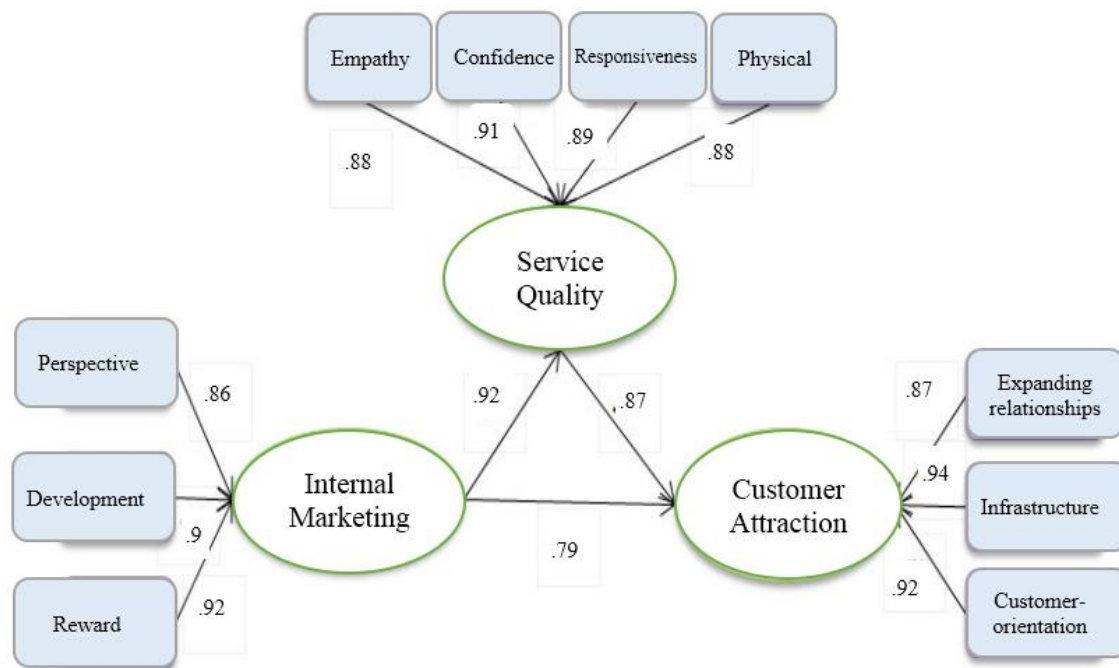 Empathy
Confidence
Responsiveness
Physical
.88
.91
.89
.88
Service
Quality
Perspective
.86
.92
.87
.87
Expanding
relationships
Development
.9
Internal
Marketing
.79
Customer
Attraction
.94
Infrastructure
Reward
.92
.92
Customer-
orientation